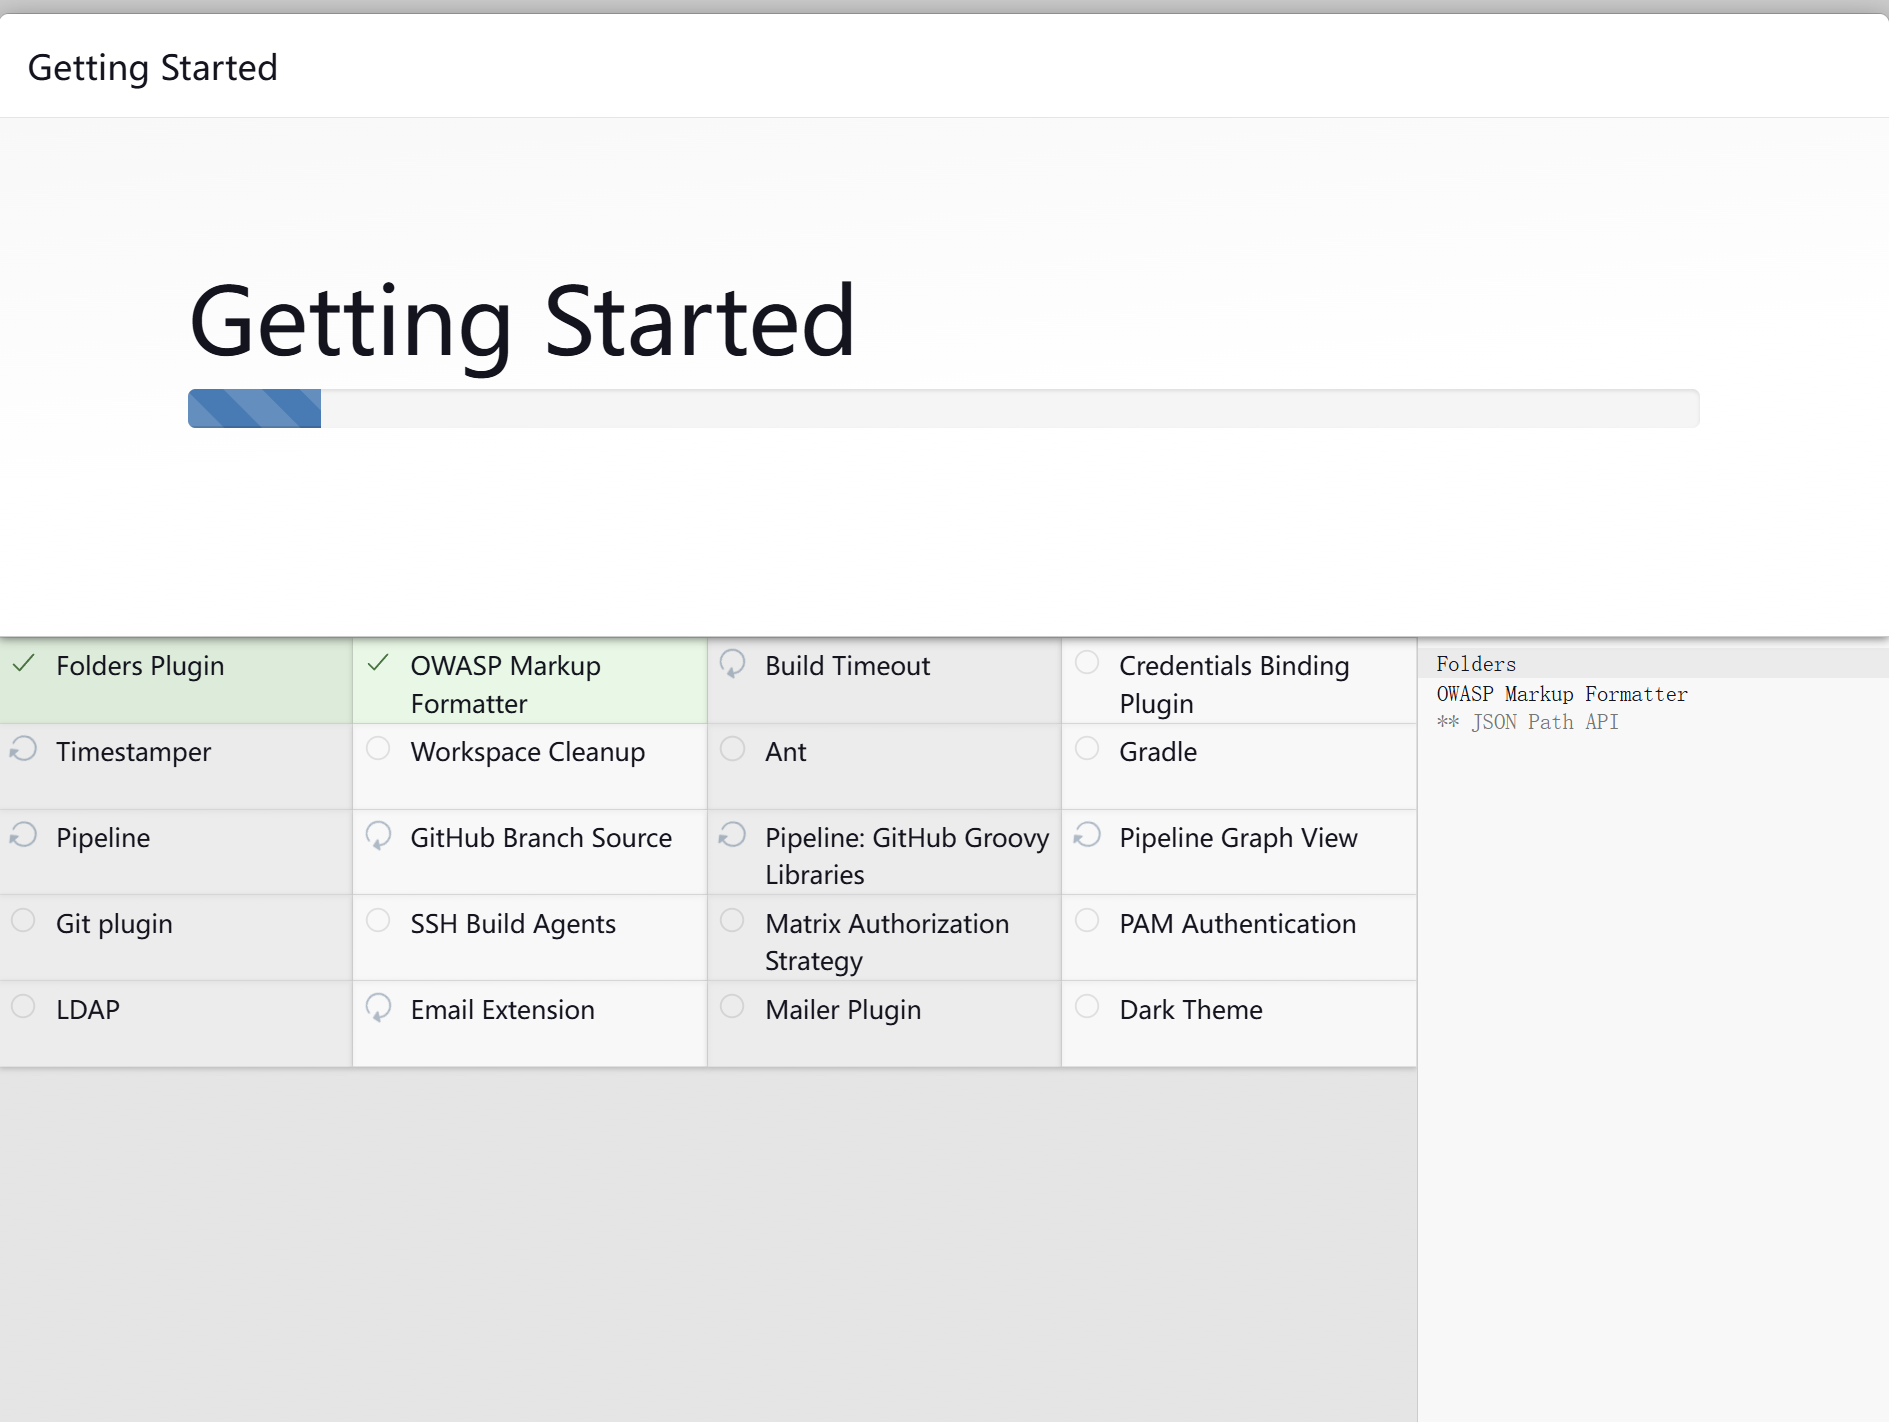 Getting Started
Getting Started
Folders Plugin
OWASP Markup
Formatter
Build Timeout
Credentials Binding
Plugin
Timestamper
Workspace Cleanup
Ant
Gradle
Pipeline
GitHub Branch Source
Pipeline: GitHub Groovy
Libraries
Pipeline Graph View
Git plugin
SSH Build Agents
Matrix Authorization
Strategy
PAM Authentication
LDAP
Email Extension
Mailer Plugin
Dark Theme
Folders
OWASP Markup Formatter
** JSON Path API